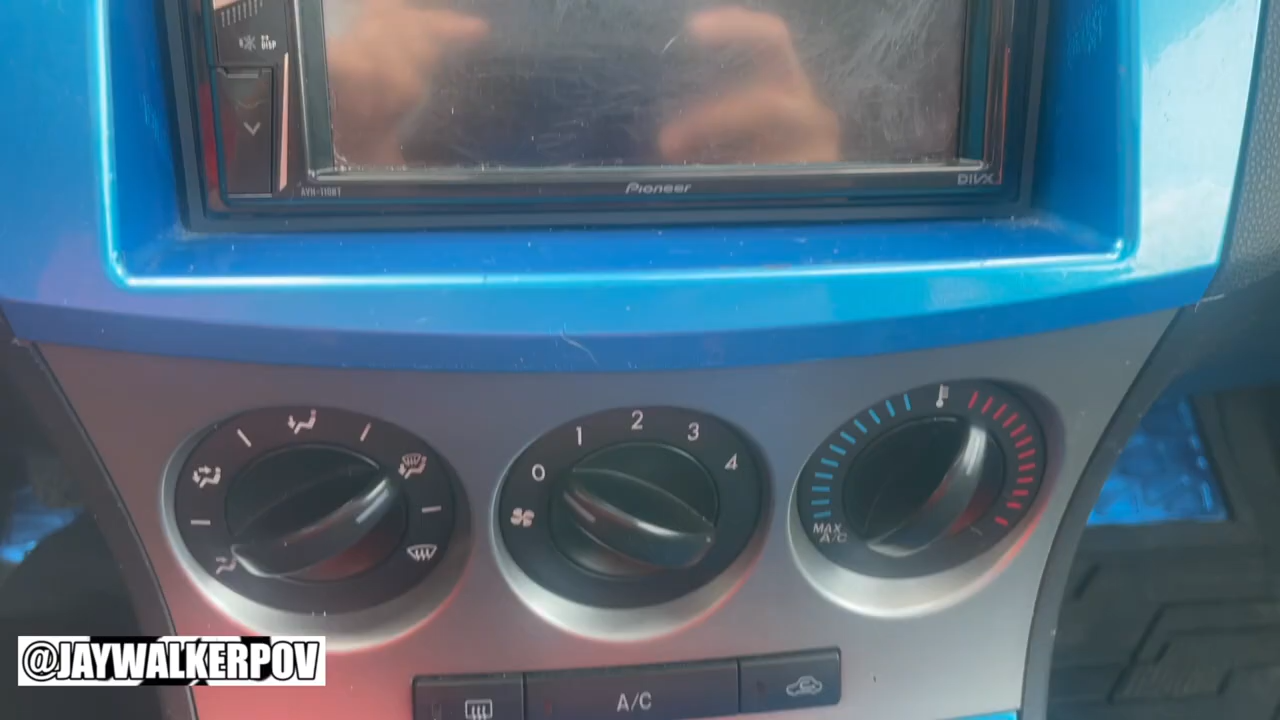 DISP
AVH-110BT
Pioneer
DIVX
0 1 2 3 4
MAX
A/C
A/C
@JAYWALKERPOV